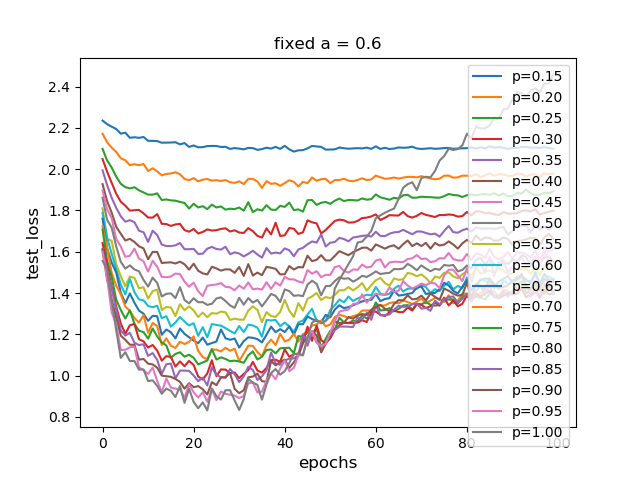 fixed a = 0.6
test_loss
2.4
2.2
2.0
1.8
1.6
1.4
1.2
1.0
0.8
0
20
40
60
80
100
epochs
p=0.15
p=0.20
p=0.25
p=0.30
p=0.35
p=0.40
p=0.45
p=0.50
p=0.55
p=0.60
p=0.65
p=0.70
p=0.75
p=0.80
p=0.85
p=0.90
p=0.95
p=1.00